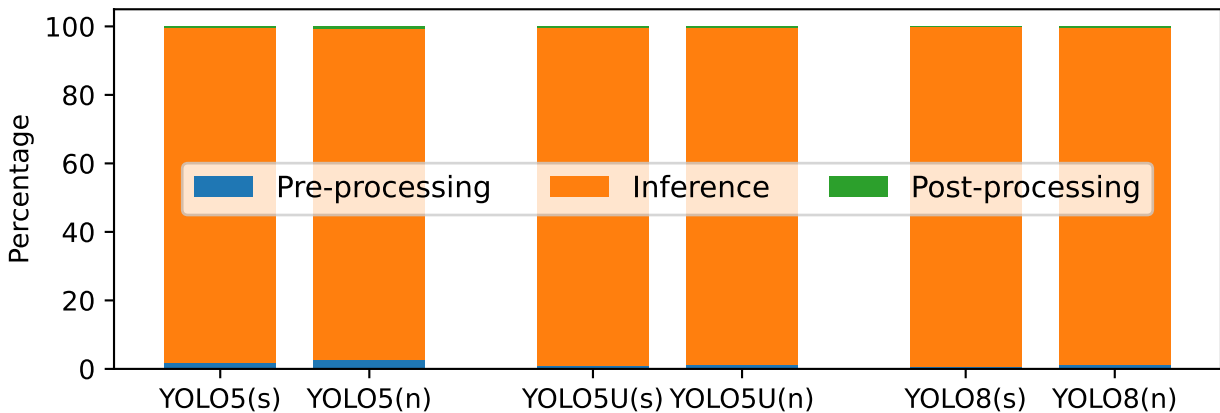 Percentage
100
80
60
40
20
0
Pre-processing Inference Post-processing
YOLO5(s) YOLO5(n) YOLO5U(s) YOLO5U(n) YOLO8(s) YOLO8(n)